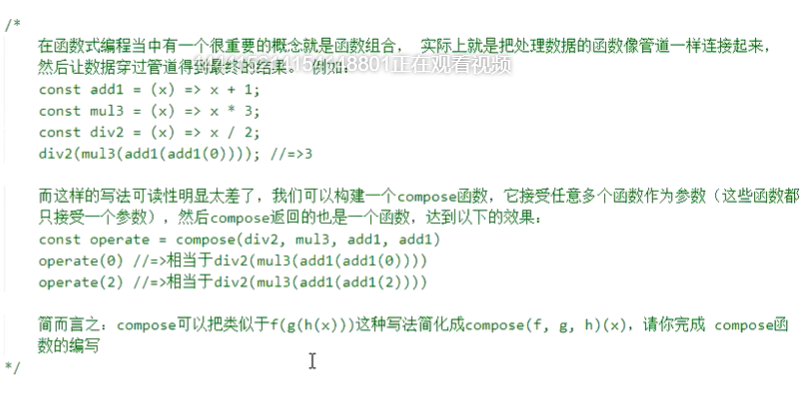 /*
在函数式编程当中有一个很重要的概念就是函数组合， 实际上就是把处理数据的函数像管道一样连接起来，
然后让数据穿过管道得到最终的结果。 例如：
正在观看视频
const add1 = (x) => x + 1;
const mul3 = (x) => x * 3;
const div2 = (x) => x / 2;
div2(mul3(add1(add1(0)))); //=>3
而这样的写法可读性明显太差了，我们可以构建一个compose函数，它接受任意多个函数作为参数（这些函数都
只接受一个参数），然后compose返回的也是一个函数，达到以下的效果：
const operate = compose(div2, mul3, add1, add1)
operate(0) //=>相当于div2(mul3(add1(add1(0))))
operate(2) //=>相当于div2(mul3(add1(add1(2))))
简而言之：compose可以把类似于f(g(h(x)))这种写法简化成compose(f, g, h)(x)，请你完成 compose函
数的编写
*/